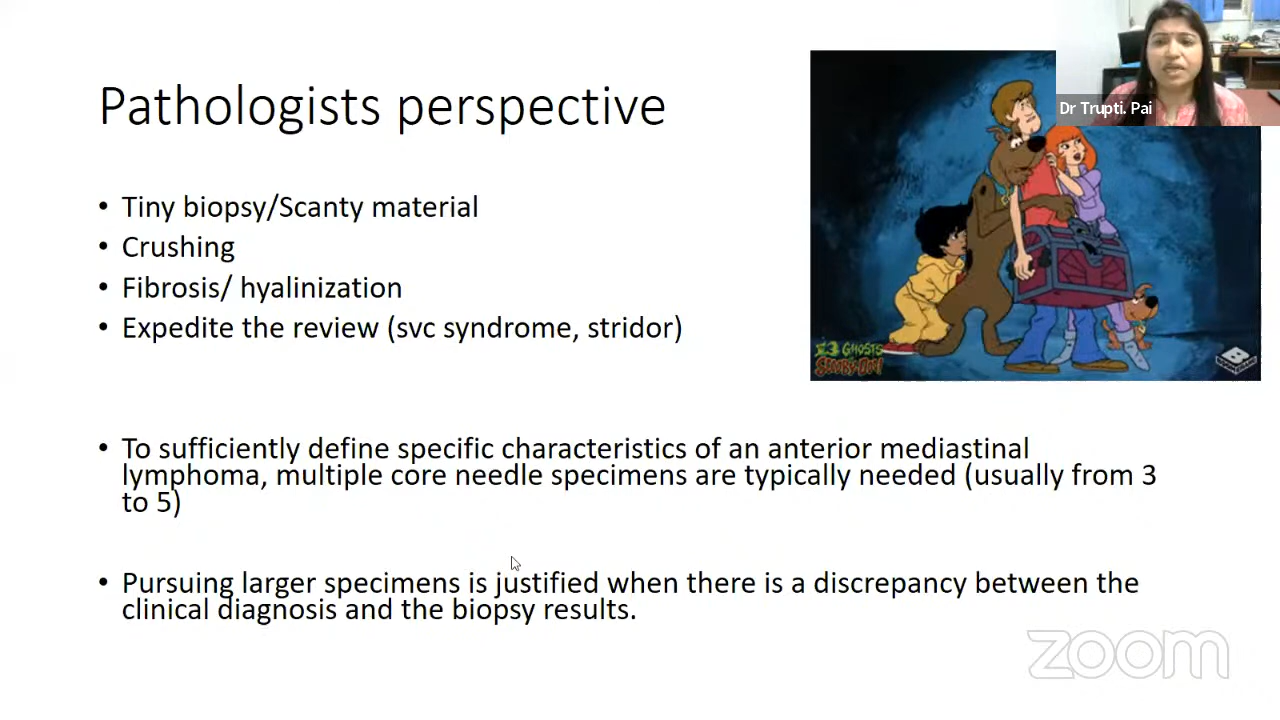 Pathologists perspective
Dr Trupti. Pai
• Tiny biopsy/Scanty material
• Crushing
• Fibrosis/ hyalinization
• Expedite the review (svc syndrome, stridor)
13 GHOSTS
SCOOBY-DOO!
• To sufficiently define specific characteristics of an anterior mediastinal
lymphoma, multiple core needle specimens are typically needed (usually from 3
to 5)
• Pursuing larger specimens is justified when there is a discrepancy between the
clinical diagnosis and the biopsy results.
zoom